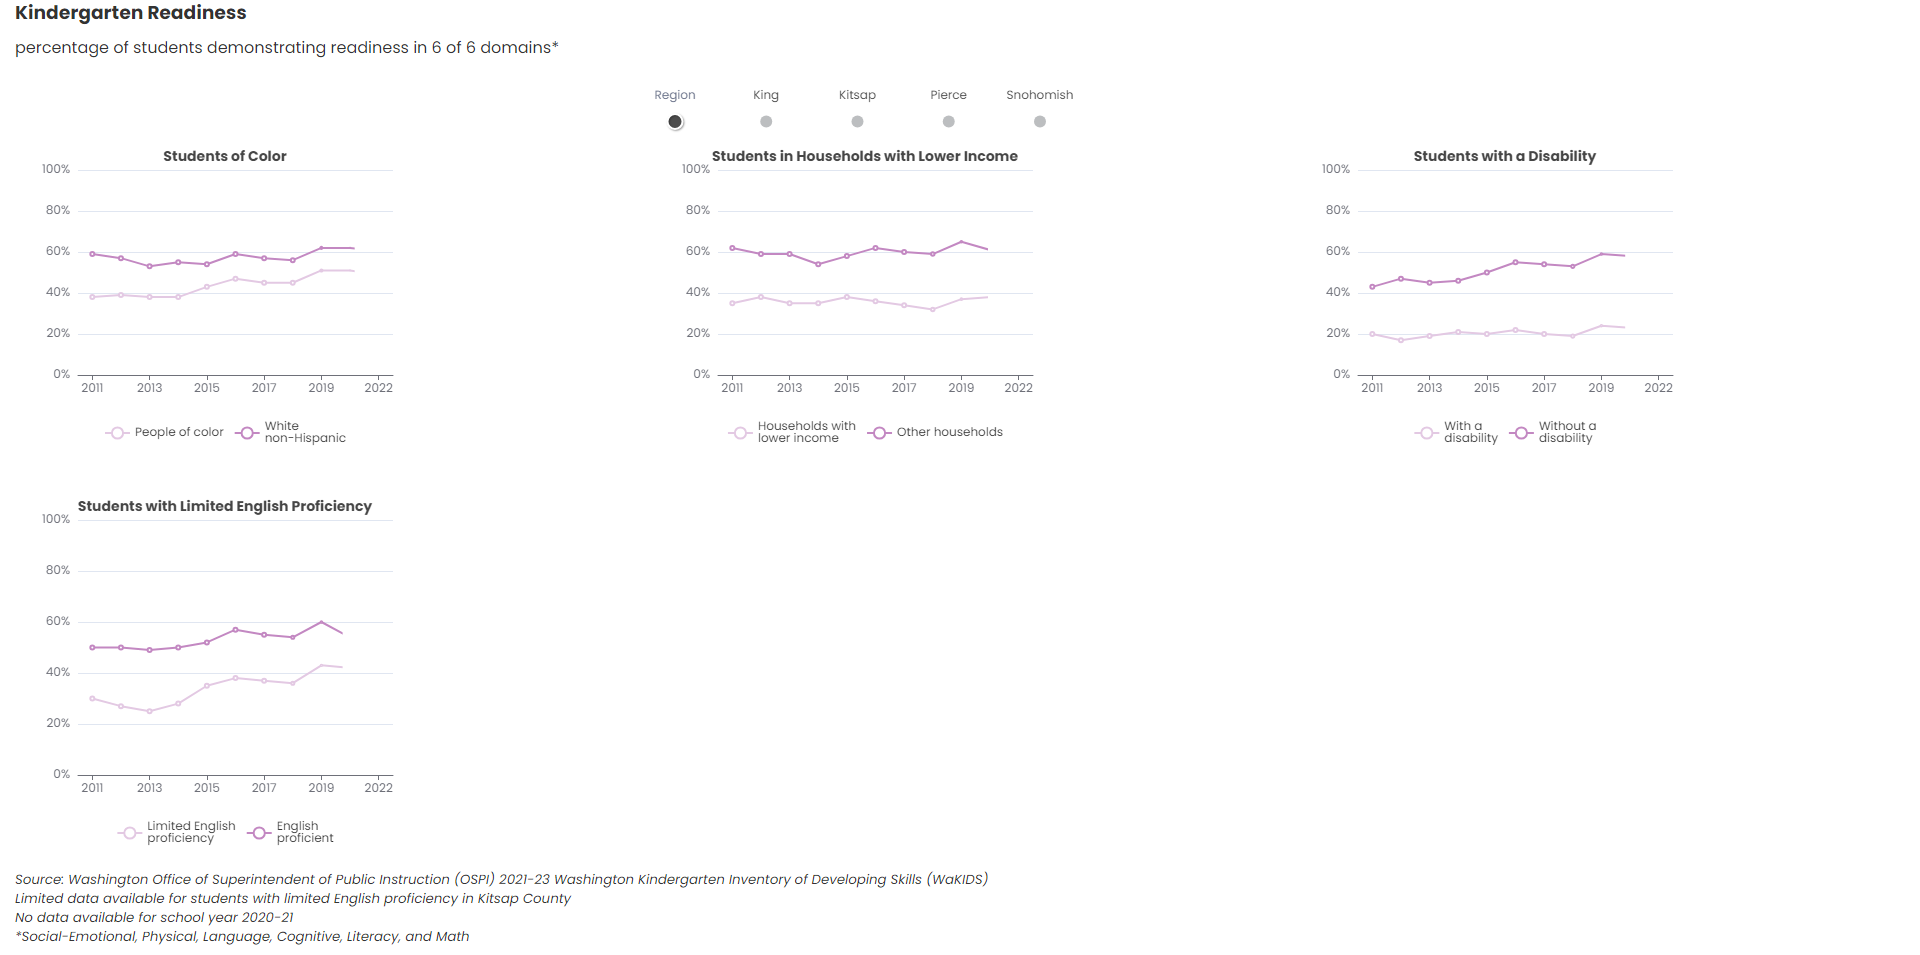 Kindergarten Readiness
percentage of students demonstrating readiness in 6 of 6 domains*
Region King Kitsap Pierce Snohomish
Students of Color
100%
80%
60%
40%
20%
0%
2011 2013 2015 2017 2019 2022
People of color White
non-Hispanic
Students in Households with Lower Income
100%
80%
60%
40%
20%
0%
2011 2013 2015 2017 2019 2022
Households with
lower income Other households
Students with a Disability
100%
80%
60%
40%
20%
0%
2011 2013 2015 2017 2019 2022
With a
disability
Without a
disability
Students with Limited English Proficiency
100%
80%
60%
40%
20%
0%
2011 2013 2015 2017 2019 2022
Limited English
proficiency
English
proficient
Source: Washington Office of Superintendent of Public Instruction (OSPI) 2021-23 Washington Kindergarten Inventory of Developing Skills (WaKIDS)
Limited data available for students with limited English proficiency in Kitsap County
No data available for school year 2020-21
*Social-Emotional, Physical, Language, Cognitive, Literacy, and Math